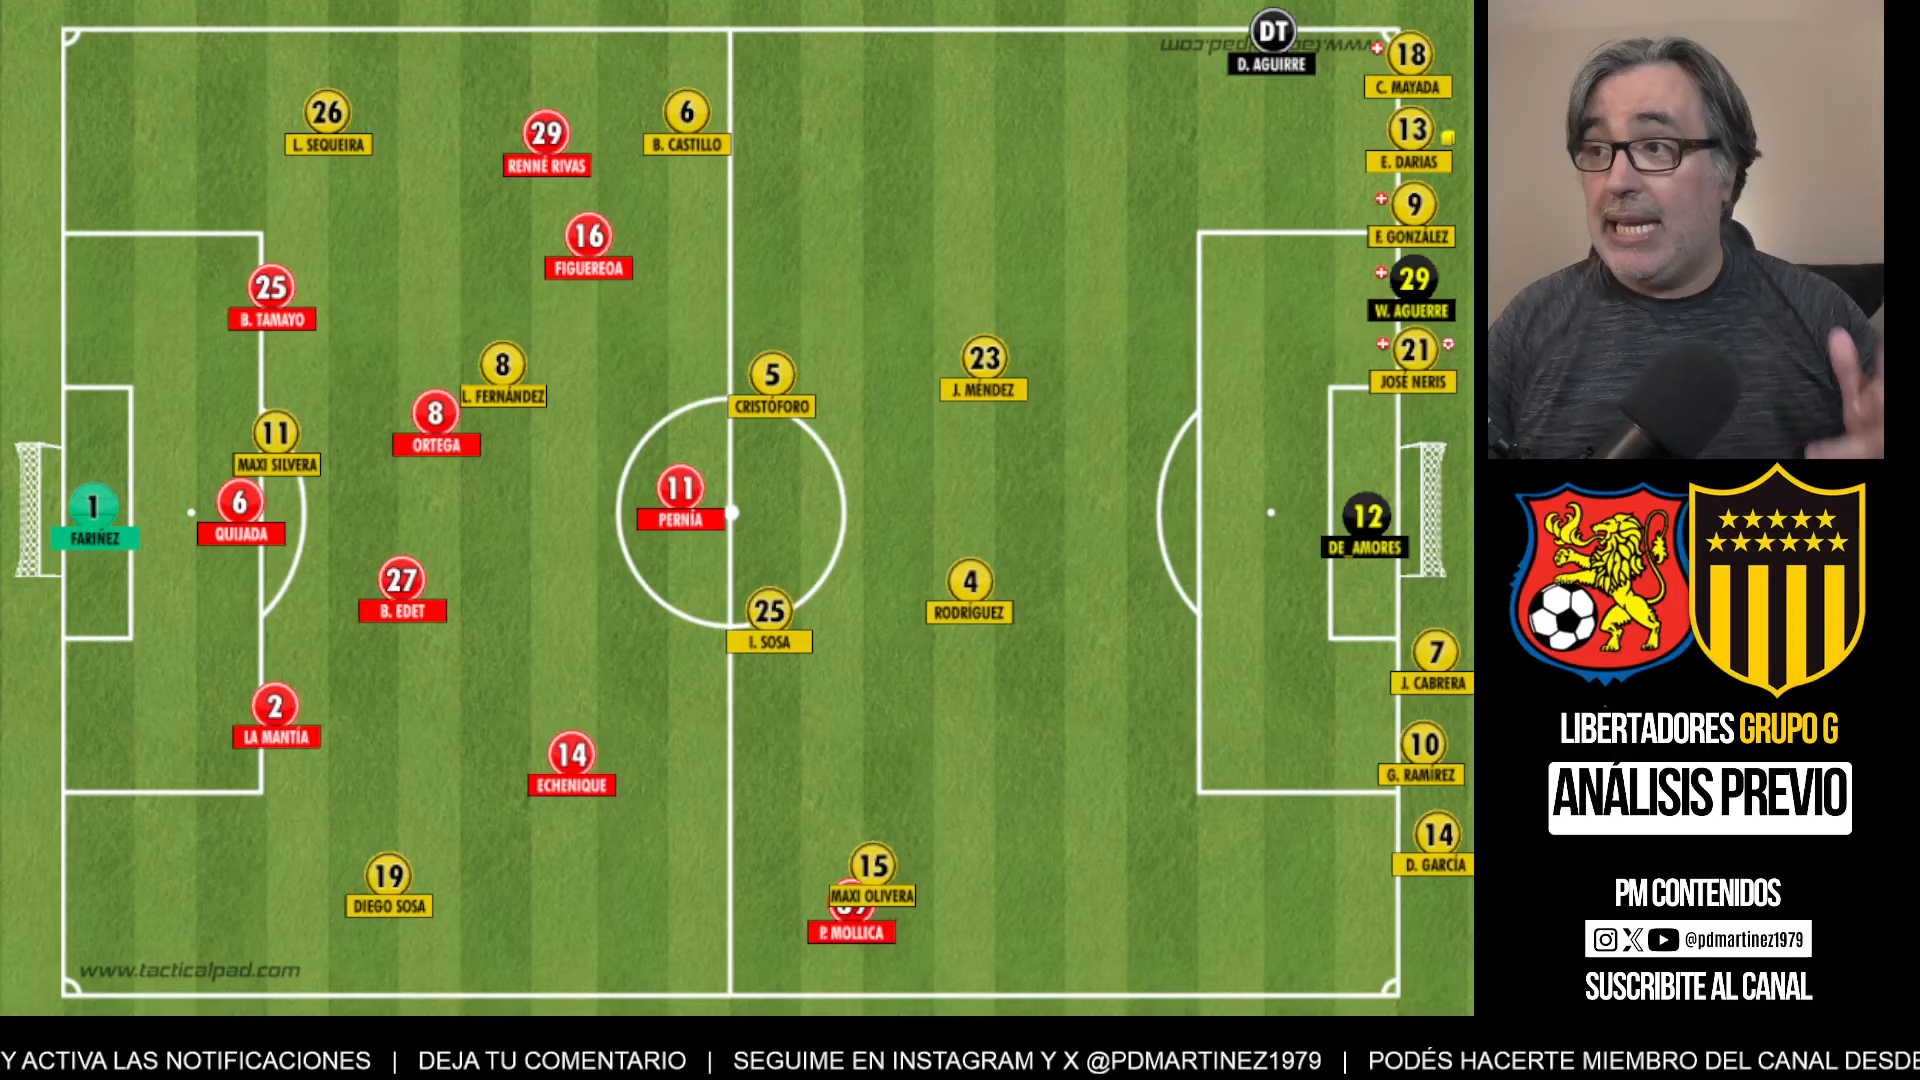 DT
www.tacticalpad.com
D. AGUIRRE
18
C. MAYADA
13
E. DARIAS
9
F. GONZÁLEZ
29
W. AGUERRE
21
JOSÉ NERIS
26
L. SEQUEIRA
29
RENNÉ RIVAS
6
B. CASTILLO
16
FIGUEREOA
25
B. TAMAYO
8
L. FERNÁNDEZ
5
CRISTÓFORO
23
J. MÉNDEZ
8
ORTEGA
11
MAXI SILVERA
1
FARIÑEZ
6
QUIJADA
11
PERNÍA
12
DE_AMORES
27
B. EDET
25
I. SOSA
4
RODRÍGUEZ
7
J. CABRERA
2
LA MANTÍA
14
ECHENIQUE
10
G. RAMÍREZ
14
D. GARCÍA
19
DIEGO SOSA
15
MAXI OLIVERA
P. MOLLICA
www.tacticalpad.com
LIBERTADORES GRUPO G
ANÁLISIS PREVIO
PM CONTENIDOS
@pdmartinez1979
SUSCRIBITE AL CANAL
Y ACTIVA LAS NOTIFICACIONES | DEJA TU COMENTARIO | SEGUIME EN INSTAGRAM Y X @PDMARTINEZ1979 | PODÉS HACERTE MIEMBRO DEL CANAL DESDE